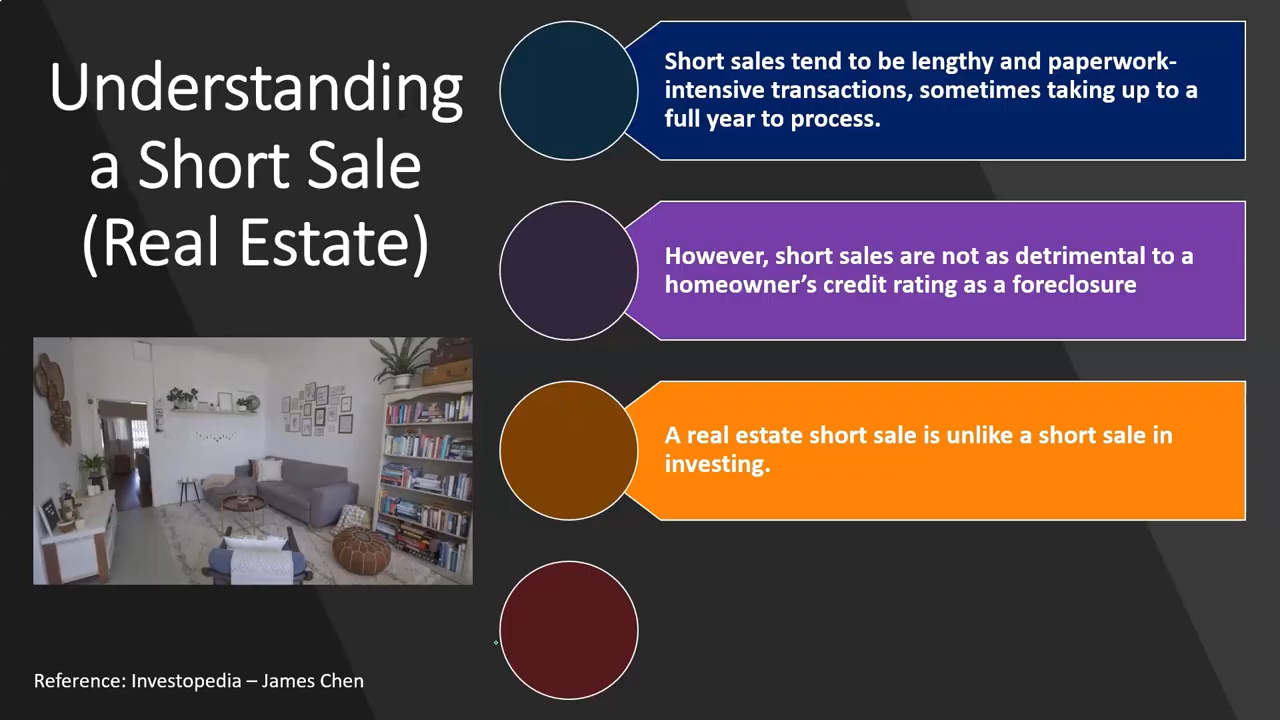 Understanding
a Short Sale
(Real Estate)
Short sales tend to be lengthy and paperwork-
intensive transactions, sometimes taking up to a
full year to process.
However, short sales are not as detrimental to a
homeowner’s credit rating as a foreclosure
A real estate short sale is unlike a short sale in
investing.
Reference: Investopedia – James Chen